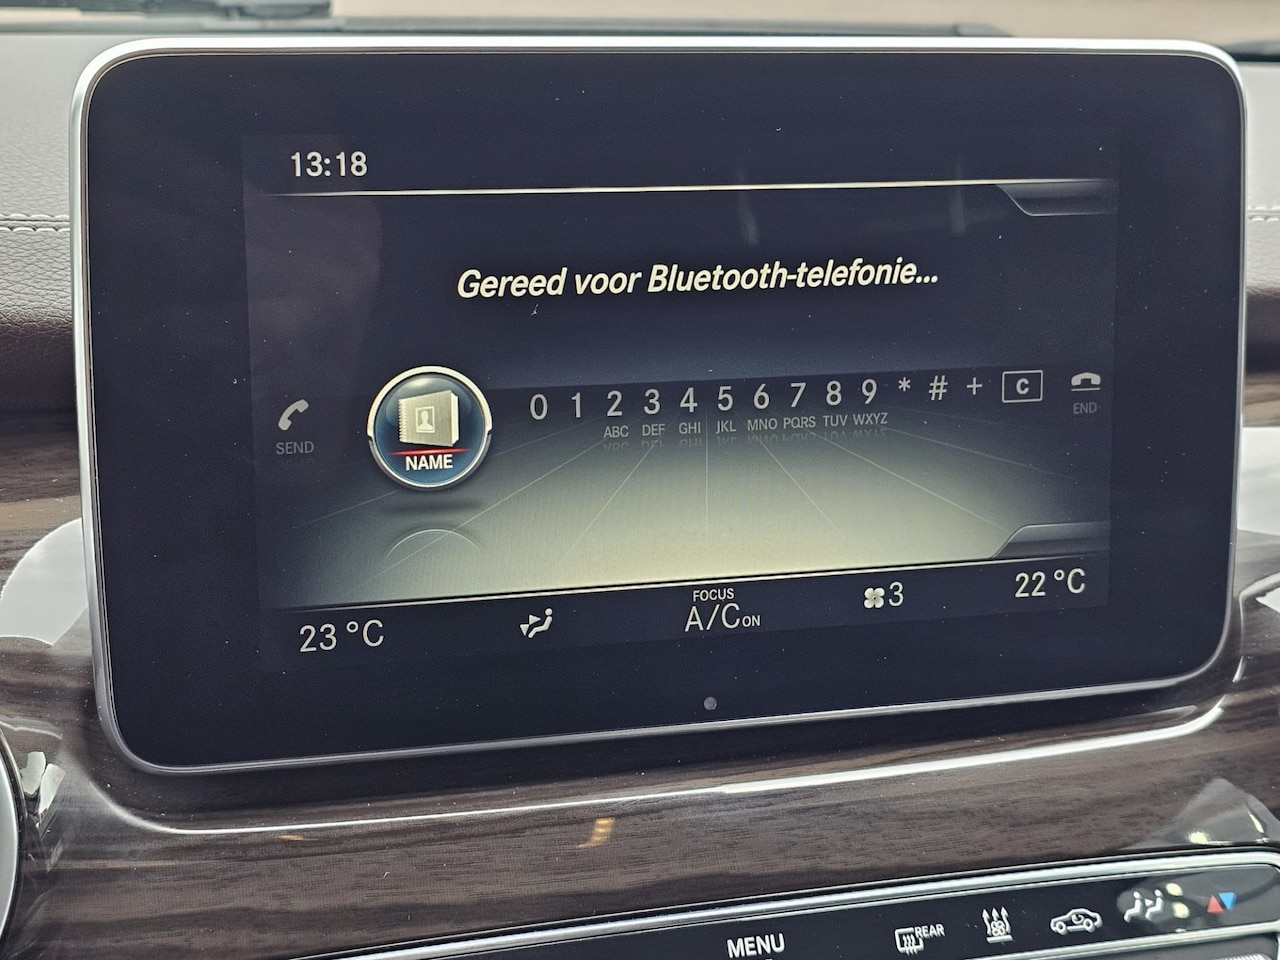 13:18
Gereed voor Bluetooth-telefonie...
SEND
NAME
0 1 2 3 4 5 6 7 8 9 * # + C
ABC DEF GHI JKL MNO PQRS TUV WXYZ
END
23 °C
FOCUS
A/C ON
3
22 °C
MENU
REAR